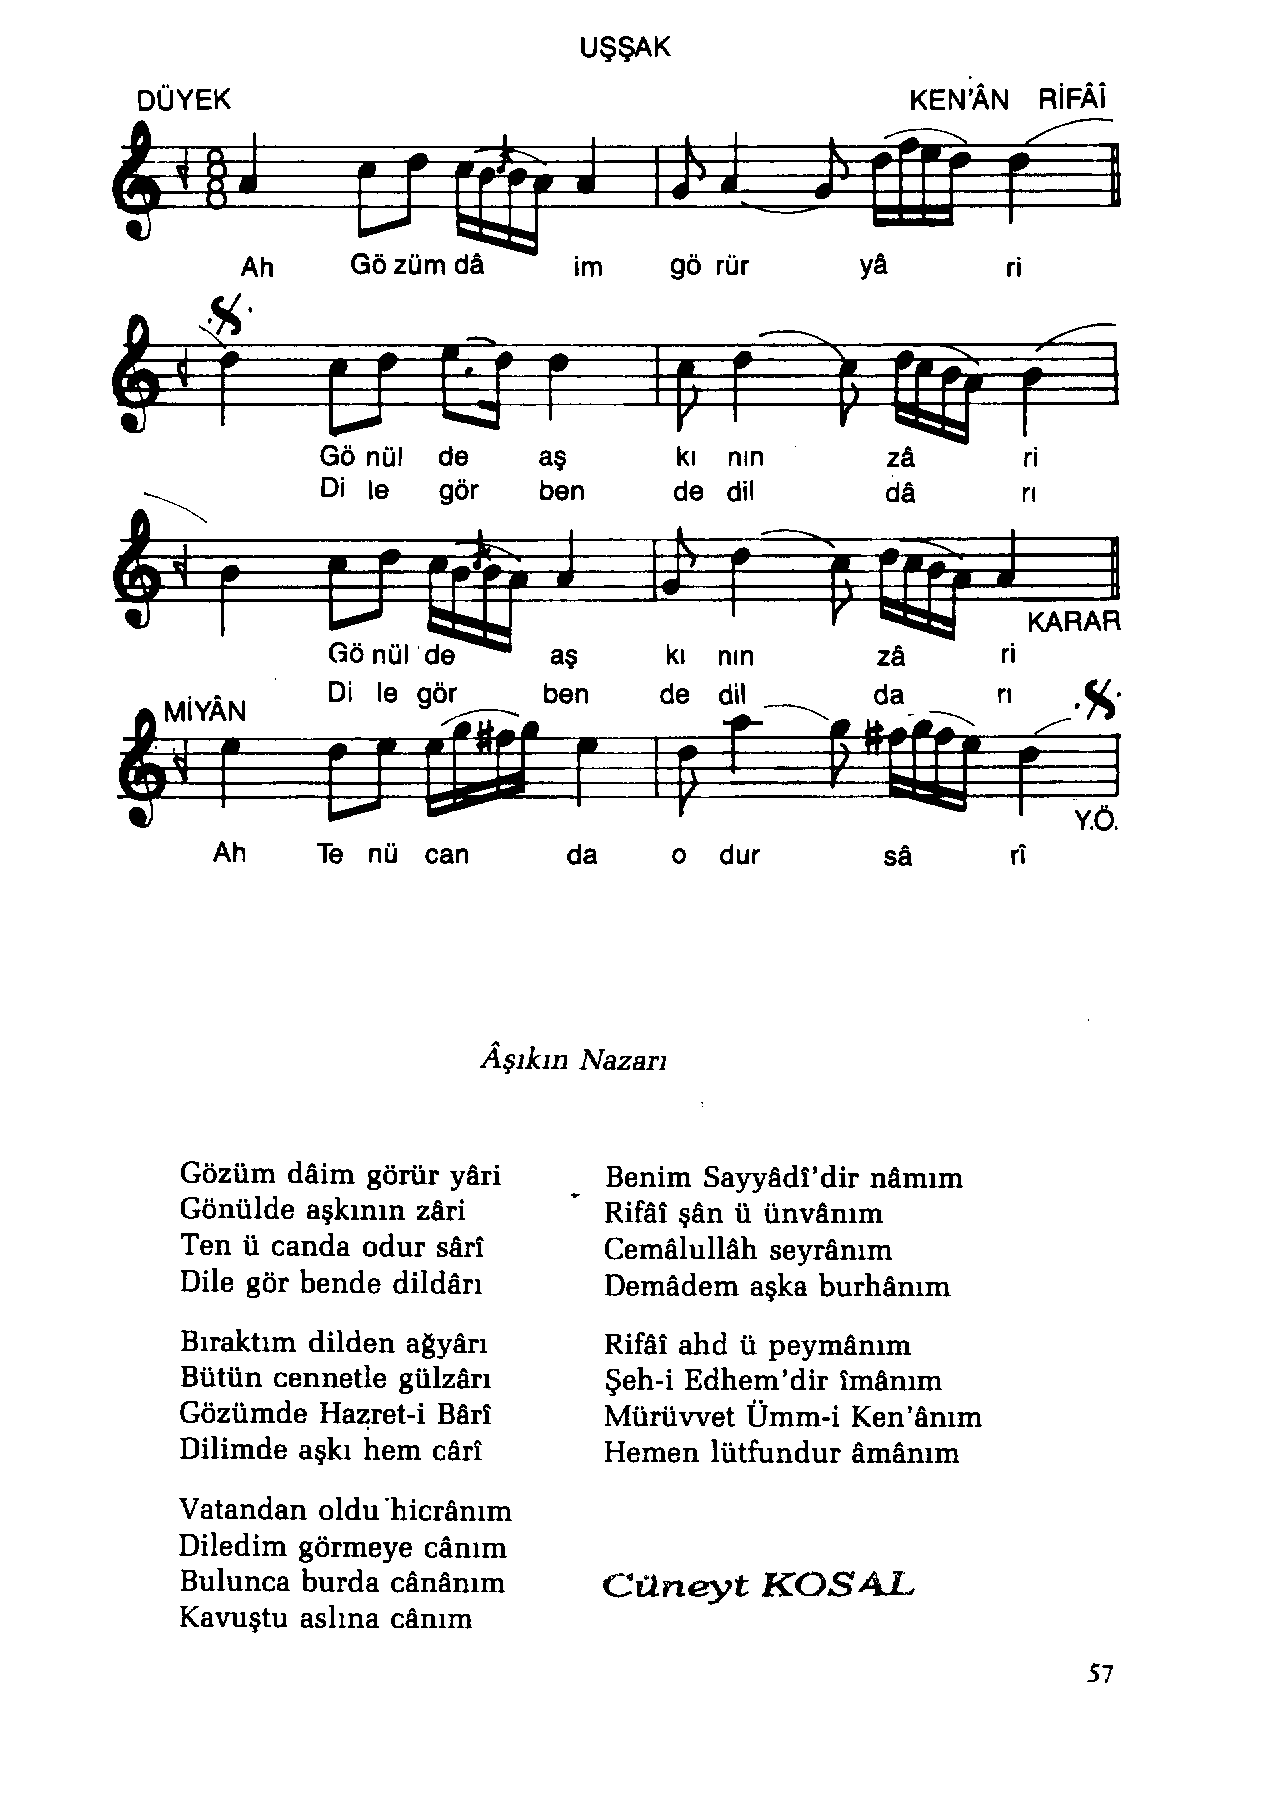 UŞŞAK
DÜYEK
KEN'ÂN RİFÂÎ
8
8
Ah Gö züm dâ im gö rür yâ ri
Gö nül de aş kı nın zâ ri
Di le gör ben de dil dâ rı
KARAR
Gö nül de aş kı nın zâ ri
Di le gör ben de dil da rı
MİYÂN
Y.Ö.
Ah Te nü can da o dur sâ rî
Âşıkın Nazarı
Gözüm dâim görür yâri
Gönülde aşkının zâri
Ten ü canda odur sârî
Dile gör bende dildârı
Bıraktım dilden ağyârı
Bütün cennetle gülzârı
Gözümde Hazret-i Bârî
Dilimde aşkı hem cârî
Vatandan oldu hicrânım
Diledim görmeye cânım
Bulunca burda cânânım
Kavuştu aslına cânım
Benim Sayyâdî'dir nâmım
Rifâî şân ü ünvânım
Cemâlullâh seyrânım
Demâdem aşka burhânım
Rifâî ahd ü peymânım
Şeh-i Edhem'dir îmânım
Mürüvvet Ümm-i Ken'ânım
Hemen lütfundur âmânım
Cüneyt KOSAL
57